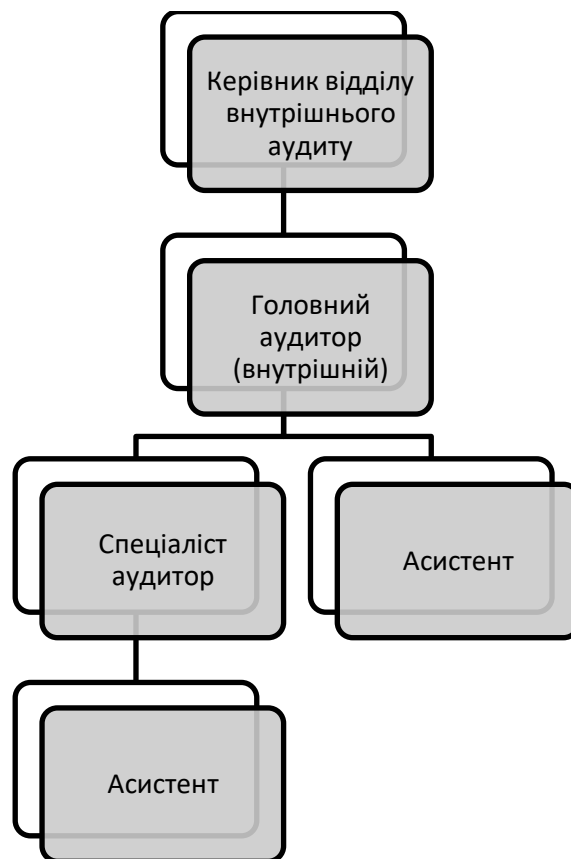 Керівник відділу
внутрішнього
аудиту
Головний
аудитор
(внутрішній)
Спеціаліст
аудитор
Асистент
Асистент